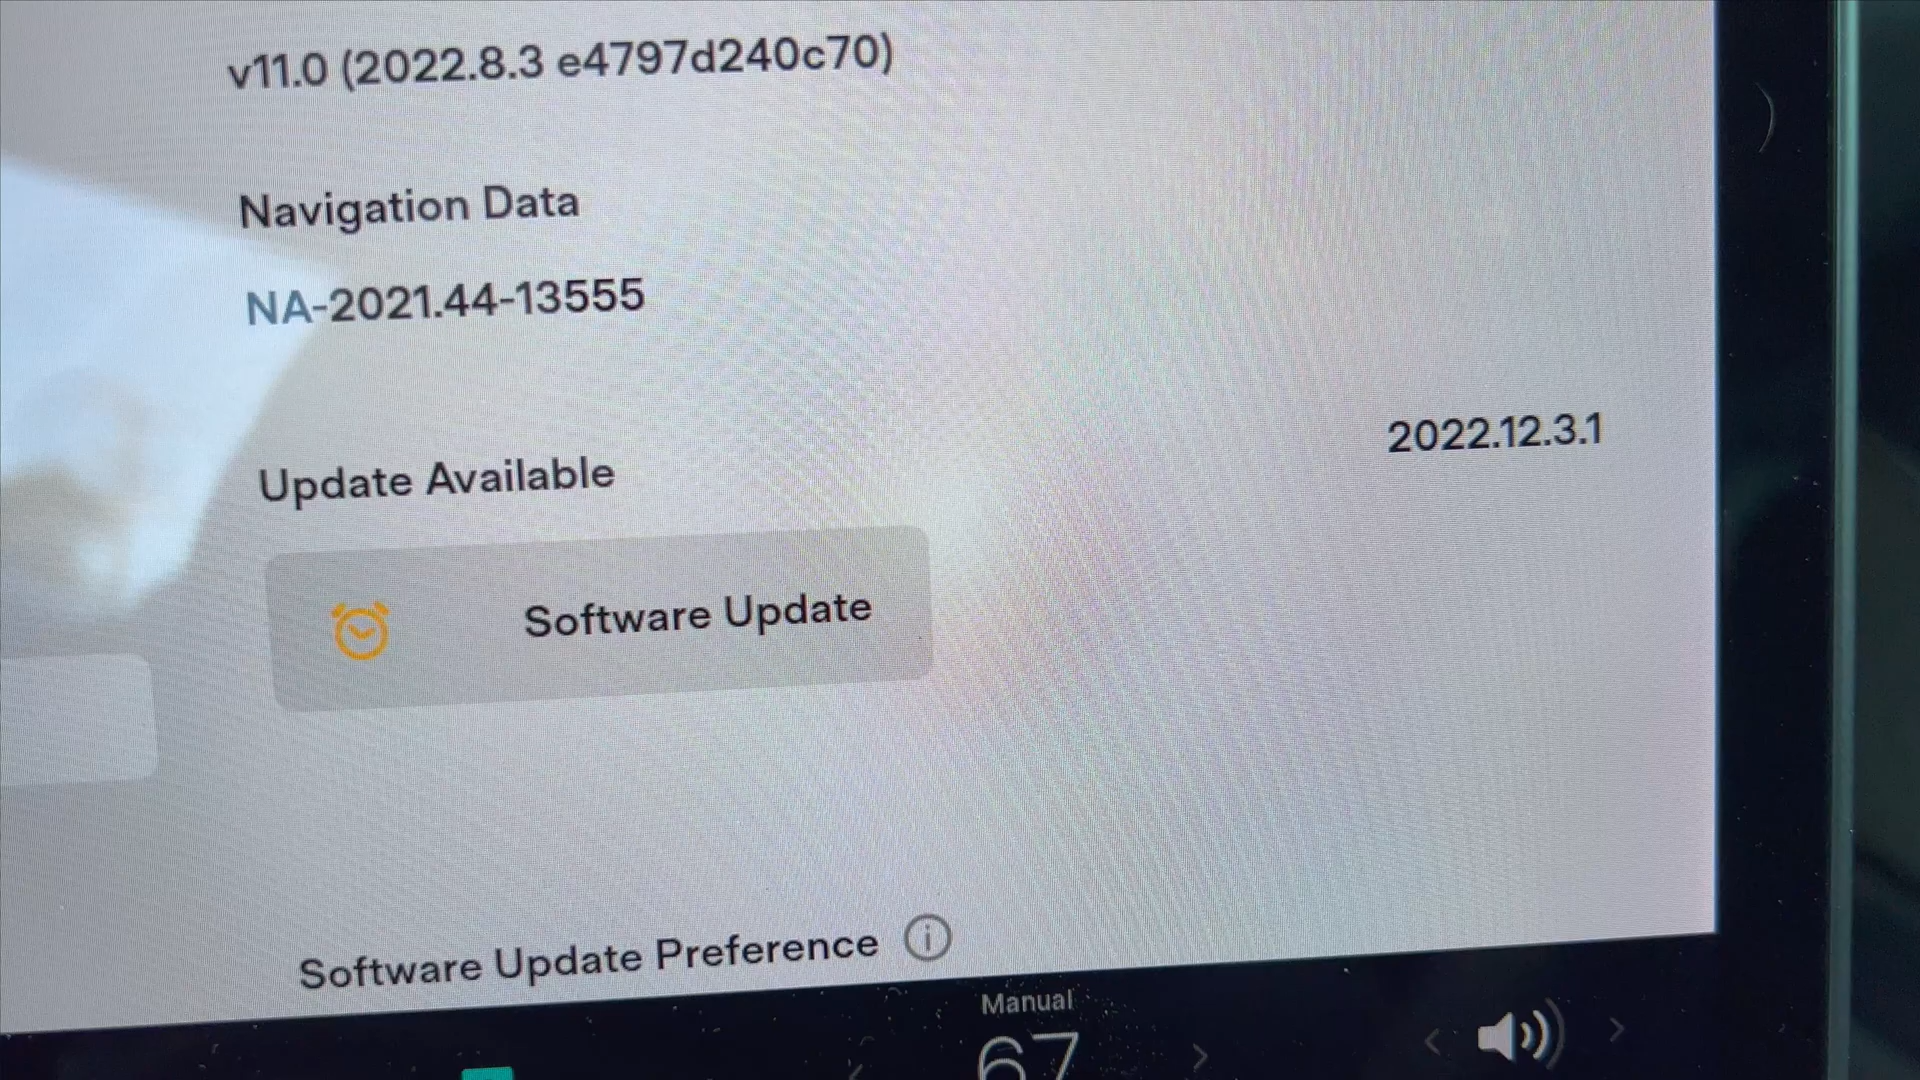 v11.0 (2022.8.3 e4797d240c70)
Navigation Data
NA-2021.44-13555
2022.12.3.1
Update Available
Software Update
Software Update Preference
Manual
67